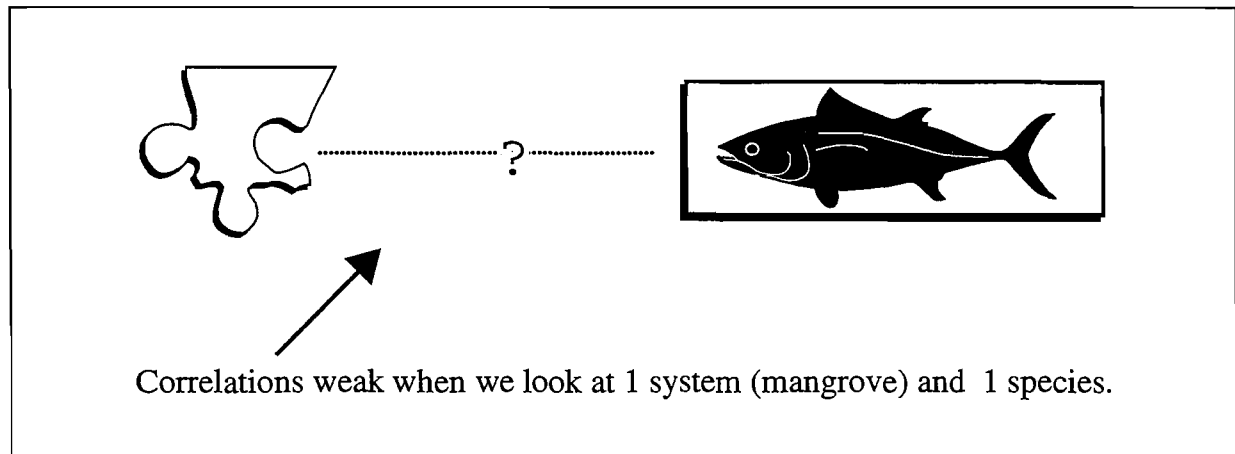 ?
Correlations weak when we look at 1 system (mangrove) and 1 species.